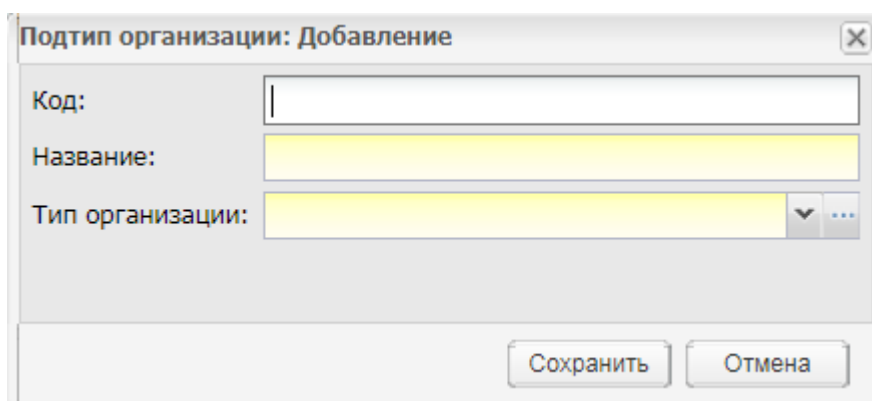 Подтип организации: Добавление
Код:
Название:
Тип организации:
Сохранить Отмена